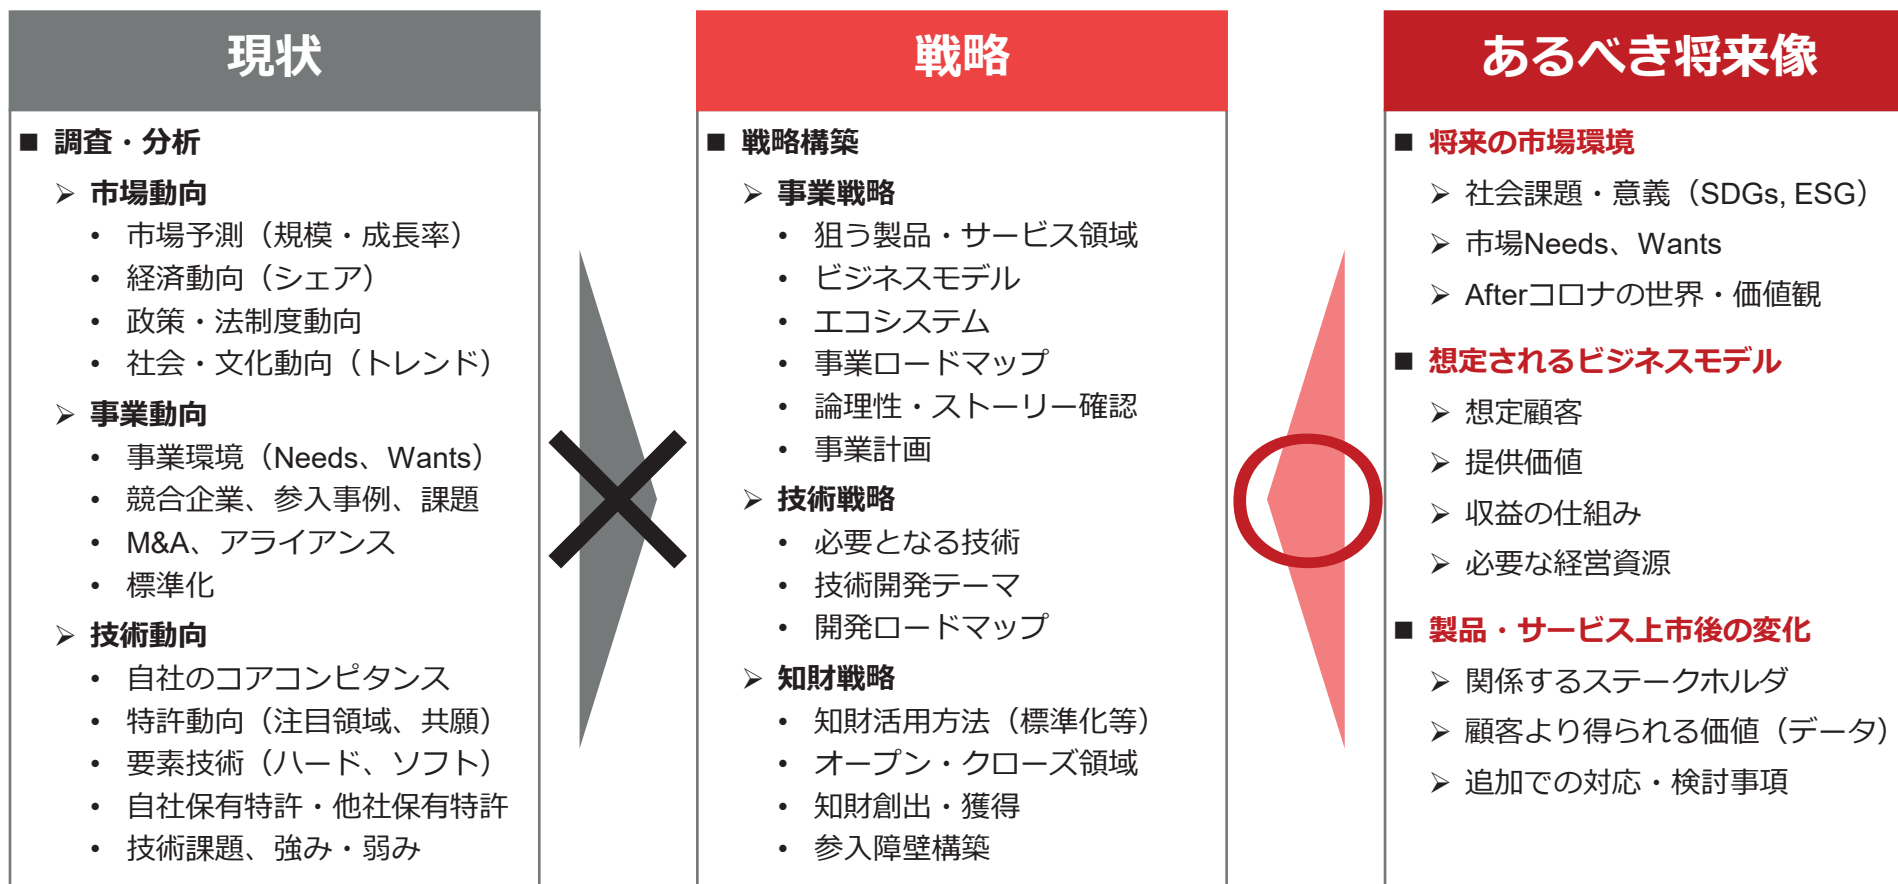 現状
■ 調査・分析
➢ 市場動向
• 市場予測（規模・成長率）
• 経済動向（シェア）
• 政策・法制度動向
• 社会・文化動向（トレンド）
➢ 事業動向
• 事業環境（Needs、Wants）
• 競合企業、参入事例、課題
• M&A、アライアンス
• 標準化
➢ 技術動向
• 自社のコアコンピタンス
• 特許動向（注目領域、共願）
• 要素技術（ハード、ソフト）
• 自社保有特許・他社保有特許
• 技術課題、強み・弱み
戦略
■ 戦略構築
➢ 事業戦略
• 狙う製品・サービス領域
• ビジネスモデル
• エコシステム
• 事業ロードマップ
• 論理性・ストーリー確認
• 事業計画
➢ 技術戦略
• 必要となる技術
• 技術開発テーマ
• 開発ロードマップ
➢ 知財戦略
• 知財活用方法（標準化等）
• オープン・クローズ領域
• 知財創出・獲得
• 参入障壁構築
あるべき将来像
■ 将来の市場環境
➢ 社会課題・意義（SDGs, ESG）
➢ 市場Needs、Wants
➢ Afterコロナの世界・価値観
■ 想定されるビジネスモデル
➢ 想定顧客
➢ 提供価値
➢ 収益の仕組み
➢ 必要な経営資源
■ 製品・サービス上市後の変化
➢ 関係するステークホルダ
➢ 顧客より得られる価値（データ）
➢ 追加での対応・検討事項